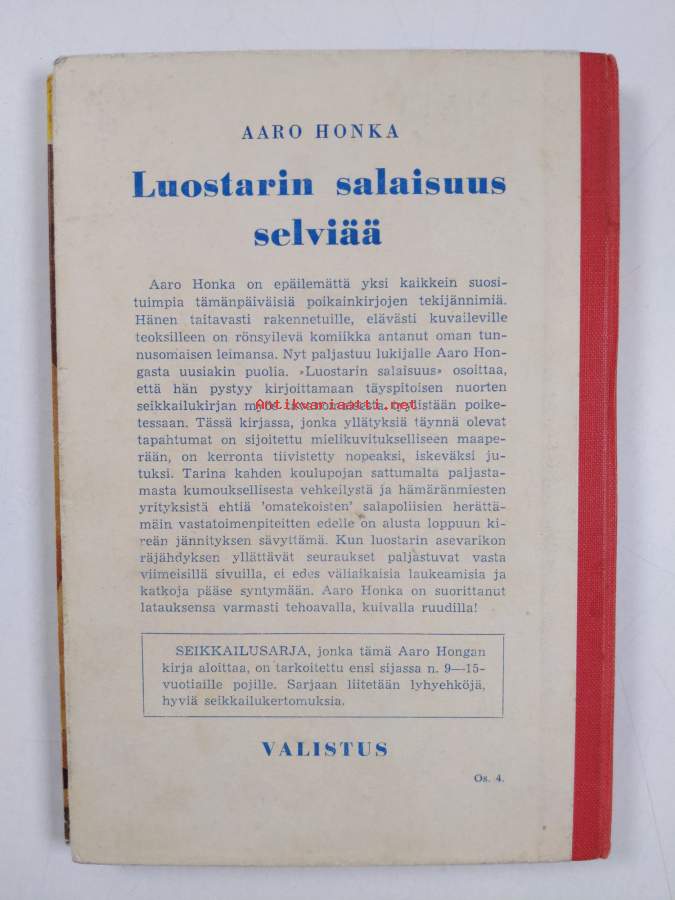 AARO HONKA
Luostarin salaisuus
selviää
Aaro Honka on epäilemättä yksi kaikkein suosi-
tuimpia tämänpäiväisiä poikainkirjojen tekijännimiä.
Hänen taitavasti rakennetuille, elävästi kuvaileville
teoksilleen on rönsyilevä komiikka antanut oman tun-
nusomaisen leimansa. Nyt paljastuu lukijalle Aaro Hon-
gasta uusiakin puolia. »Luostarin salaisuus» osoittaa,
että hän pystyy kirjoittamaan täyspitoisen nuorten
seikkailukirjan myös tavanomaisesta tyylistään poike-
Antikvariaatti.net
tessaan. Tässä kirjassa, jonka yllätyksiä täynnä olevat
tapahtumat on sijoitettu mielikuvitukselliseen maape-
rään, on kerronta tiivistetty nopeaksi, iskeväksi ju-
tuksi. Tarina kahden koulupojan sattumalta paljasta-
masta kumouksellisesta vehkeilystä ja hämäränmiesten
yrityksistä ehtiä 'omatekoisten' salapoliisien herättä-
mäin vastatoimenpiteitten edelle on alusta loppuun ki-
reän jännityksen sävyttämä. Kun luostarin asevarikon
räjähdyksen yllättävät seuraukset paljastuvat vasta
viimeisillä sivuilla, ei edes väliaikaisia laukeamisia ja
katkoja pääse syntymään. Aaro Honka on suorittanut
latauksensa varmasti tehoavalla, kuivalla ruudilla!
SEIKKAILUSARJA, jonka tämä Aaro Hongan
kirja aloittaa, on tarkoitettu ensi sijassa n. 9—15-
vuotiaille pojille. Sarjaan liitetään lyhyehköjä,
hyviä seikkailukertomuksia.
VALISTUS
Os. 4.